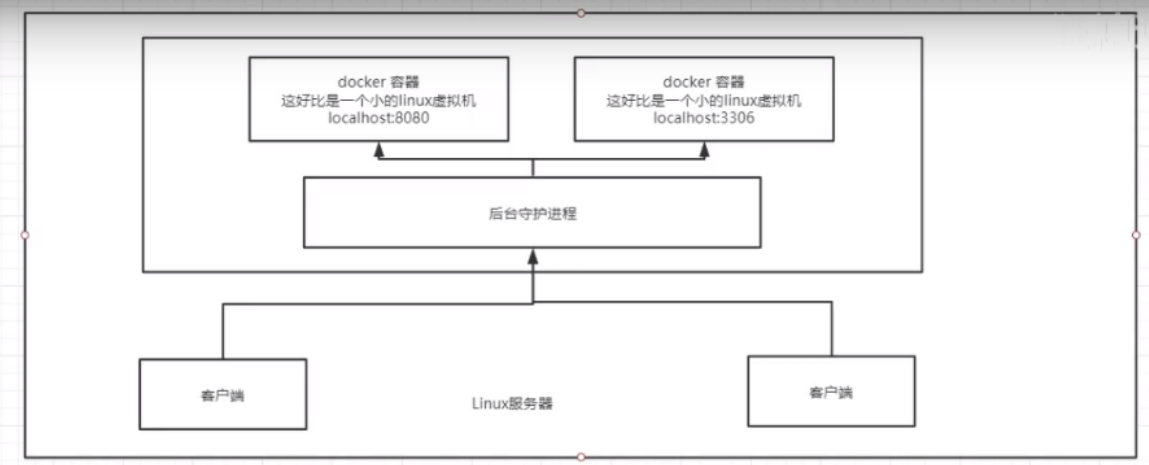 docker 容器
这好比是一个小的linux虚拟机
localhost:8080
docker 容器
这好比是一个小的linux虚拟机
localhost:3306
后台守护进程
客户端
Linux服务器
客户端